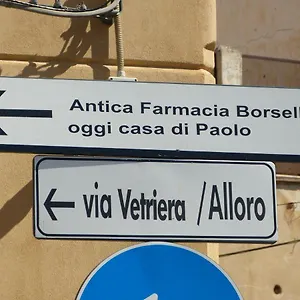 Antica Farmacia Borsell
oggi casa di Paolo
via Vetriera /Alloro